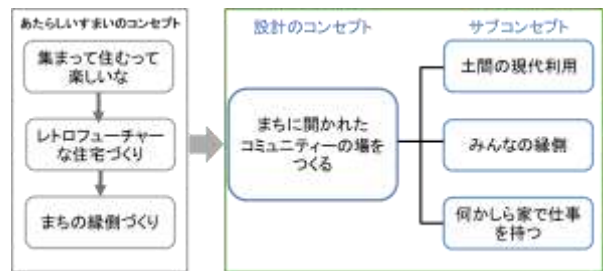 あたらしいすまいのコンセプト
集まって住むって
楽しいな
レトロフューチャー
な住宅づくり
まちの縁側づくり
設計のコンセプト
まちに開かれた
コミュニティーの場を
つくる
サブコンセプト
土間の現代利用
みんなの縁側
何かしら家で仕事
を持つ